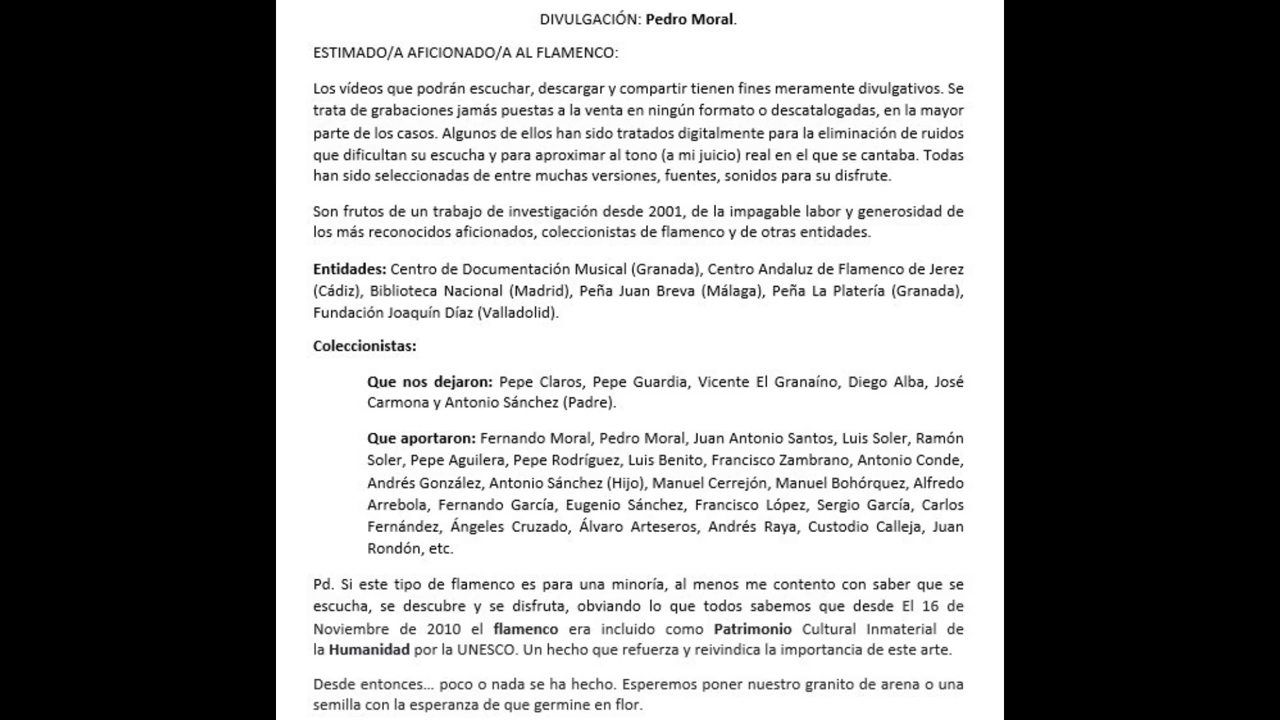 DIVULGACIÓN: Pedro Moral.
ESTIMADO/A AFICIONADO/A AL FLAMENCO:
Los vídeos que podrán escuchar, descargar y compartir tienen fines meramente divulgativos. Se
trata de grabaciones jamás puestas a la venta en ningún formato o descatalogadas, en la mayor
parte de los casos. Algunos de ellos han sido tratados digitalmente para la eliminación de ruidos
que dificultan su escucha y para aproximar al tono (a mi juicio) real en el que se cantaba. Todas
han sido seleccionadas de entre muchas versiones, fuentes, sonidos para su disfrute.
Son frutos de un trabajo de investigación desde 2001, de la impagable labor y generosidad de
los más reconocidos aficionados, coleccionistas de flamenco y de otras entidades.
Entidades: Centro de Documentación Musical (Granada), Centro Andaluz de Flamenco de Jerez
(Cádiz), Biblioteca Nacional (Madrid), Peña Juan Breva (Málaga), Peña La Platería (Granada),
Fundación Joaquín Díaz (Valladolid).
Coleccionistas:
Que nos dejaron: Pepe Claros, Pepe Guardia, Vicente El Granaíno, Diego Alba, José
Carmona y Antonio Sánchez (Padre).
Que aportaron: Fernando Moral, Pedro Moral, Juan Antonio Santos, Luis Soler, Ramón
Soler, Pepe Aguilera, Pepe Rodríguez, Luis Benito, Francisco Zambrano, Antonio Conde,
Andrés González, Antonio Sánchez (Hijo), Manuel Cerrejón, Manuel Bohórquez, Alfredo
Arrebola, Fernando García, Eugenio Sánchez, Francisco López, Sergio García, Carlos
Fernández, Ángeles Cruzado, Álvaro Arteseros, Andrés Raya, Custodio Calleja, Juan
Rondón, etc.
Pd. Si este tipo de flamenco es para una minoría, al menos me contento con saber que se
escucha, se descubre y se disfruta, obviando lo que todos sabemos que desde El 16 de
Noviembre de 2010 el flamenco era incluido como Patrimonio Cultural Inmaterial de
la Humanidad por la UNESCO. Un hecho que refuerza y reivindica la importancia de este arte.
Desde entonces... poco o nada se ha hecho. Esperemos poner nuestro granito de arena o una
semilla con la esperanza de que germine en flor.